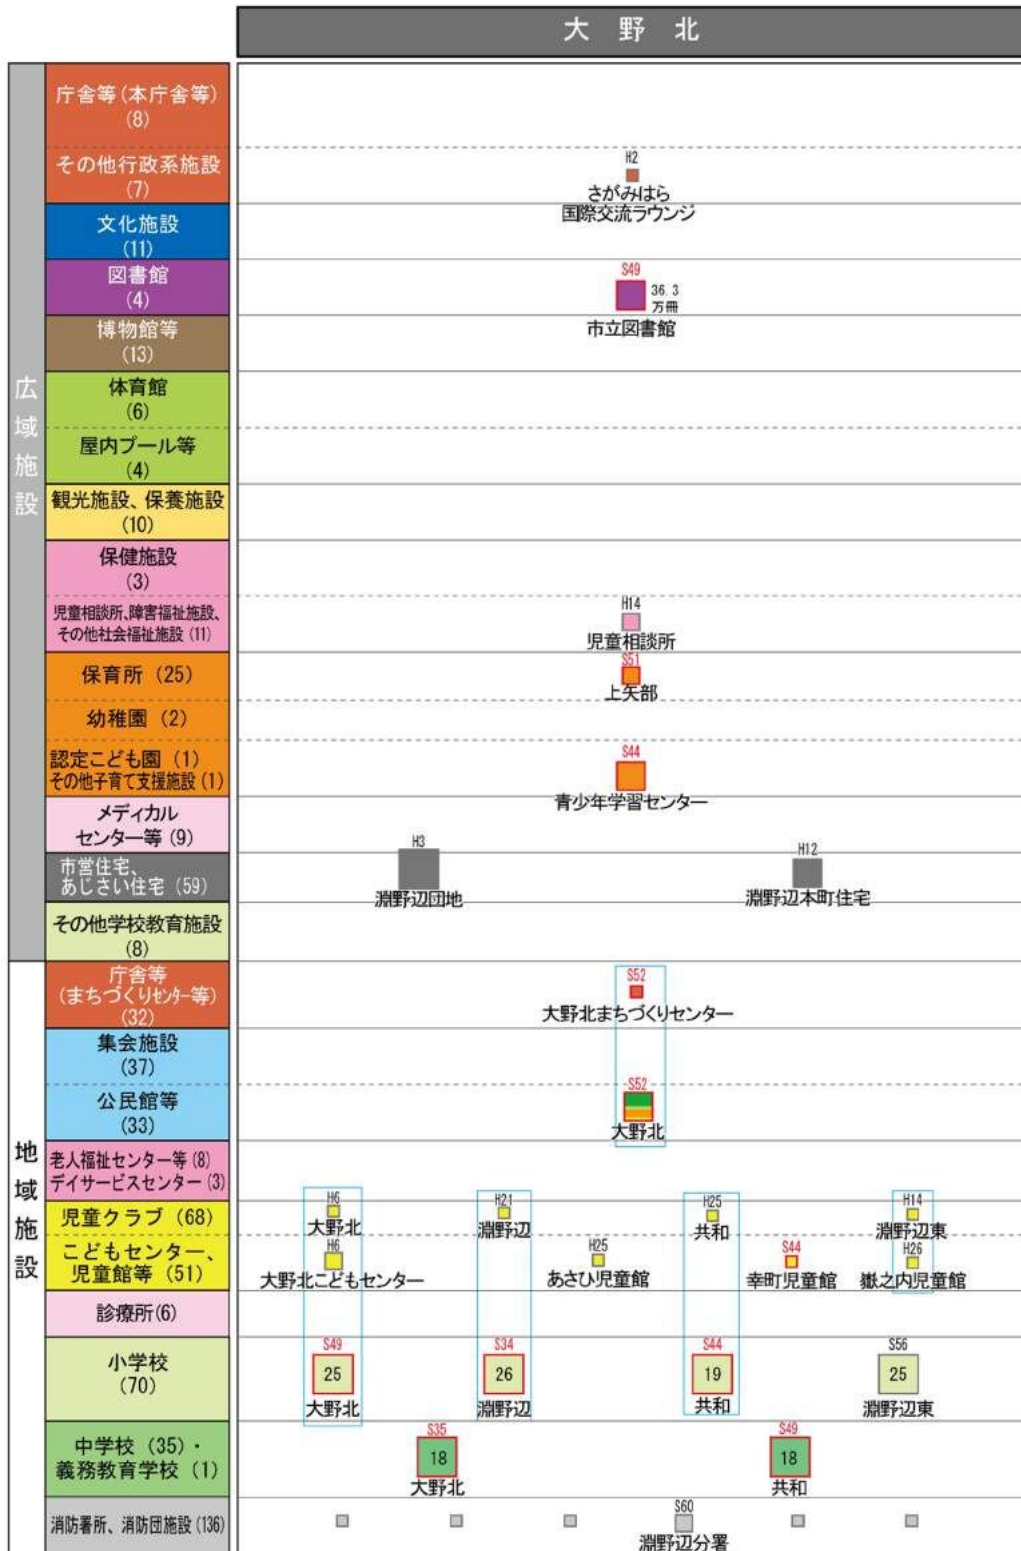 大野北
広域施設
庁舎等(本庁舎等)
(8)
その他行政系施設
(7)
H2
さがみはら
国際交流ラウンジ
文化施設
(11)
図書館
(4)
S49
36.3
万冊
市立図書館
博物館等
(13)
体育館
(6)
屋内プール等
(4)
観光施設、保養施設
(10)
保健施設
(3)
児童相談所、障害福祉施設、
その他社会福祉施設(11)
H14
児童相談所
保育所(25)
S51
上矢部
幼稚園(2)
認定こども園(1)
その他子育て支援施設(1)
S44
青少年学習センター
メディカル
センター等(9)
市営住宅、
あじさい住宅(59)
H3
淵野辺団地
H12
淵野辺本町住宅
その他学校教育施設
(8)
地域施設
庁舎等
(まちづくりセンター等)
(32)
S52
大野北まちづくりセンター
集会施設
(37)
公民館等
(33)
S52
大野北
老人福祉センター等(8)
デイサービスセンター(3)
児童クラブ(68)
H6
大野北
H21
淵野辺
H25
共和
H14
淵野辺東
こどもセンター、
児童館等(51)
H6
大野北こどもセンター
H25
あさひ児童館
S44
幸町児童館
H26
嶽之内児童館
診療所(6)
小学校
(70)
S49
25
大野北
S34
26
淵野辺
S44
19
共和
S56
25
淵野辺東
中学校(35)・
義務教育学校(1)
S35
18
大野北
S49
18
共和
消防署所、消防団施設(136)
S60
淵野辺分署